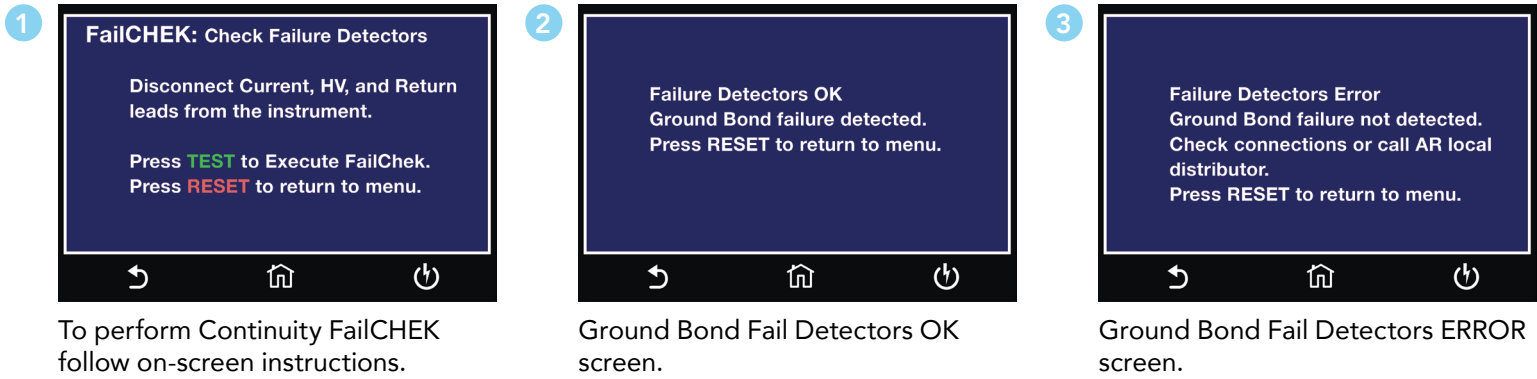 1
FailCHEK: Check Failure Detectors
Disconnect Current, HV, and Return
leads from the instrument.
Press TEST to Execute FailChek.
Press RESET to return to menu.
To perform Continuity FailCHEK
follow on-screen instructions.
2
Failure Detectors OK
Ground Bond failure detected.
Press RESET to return to menu.
Ground Bond Fail Detectors OK
screen.
3
Failure Detectors Error
Ground Bond failure not detected.
Check connections or call AR local
distributor.
Press RESET to return to menu.
Ground Bond Fail Detectors ERROR
screen.